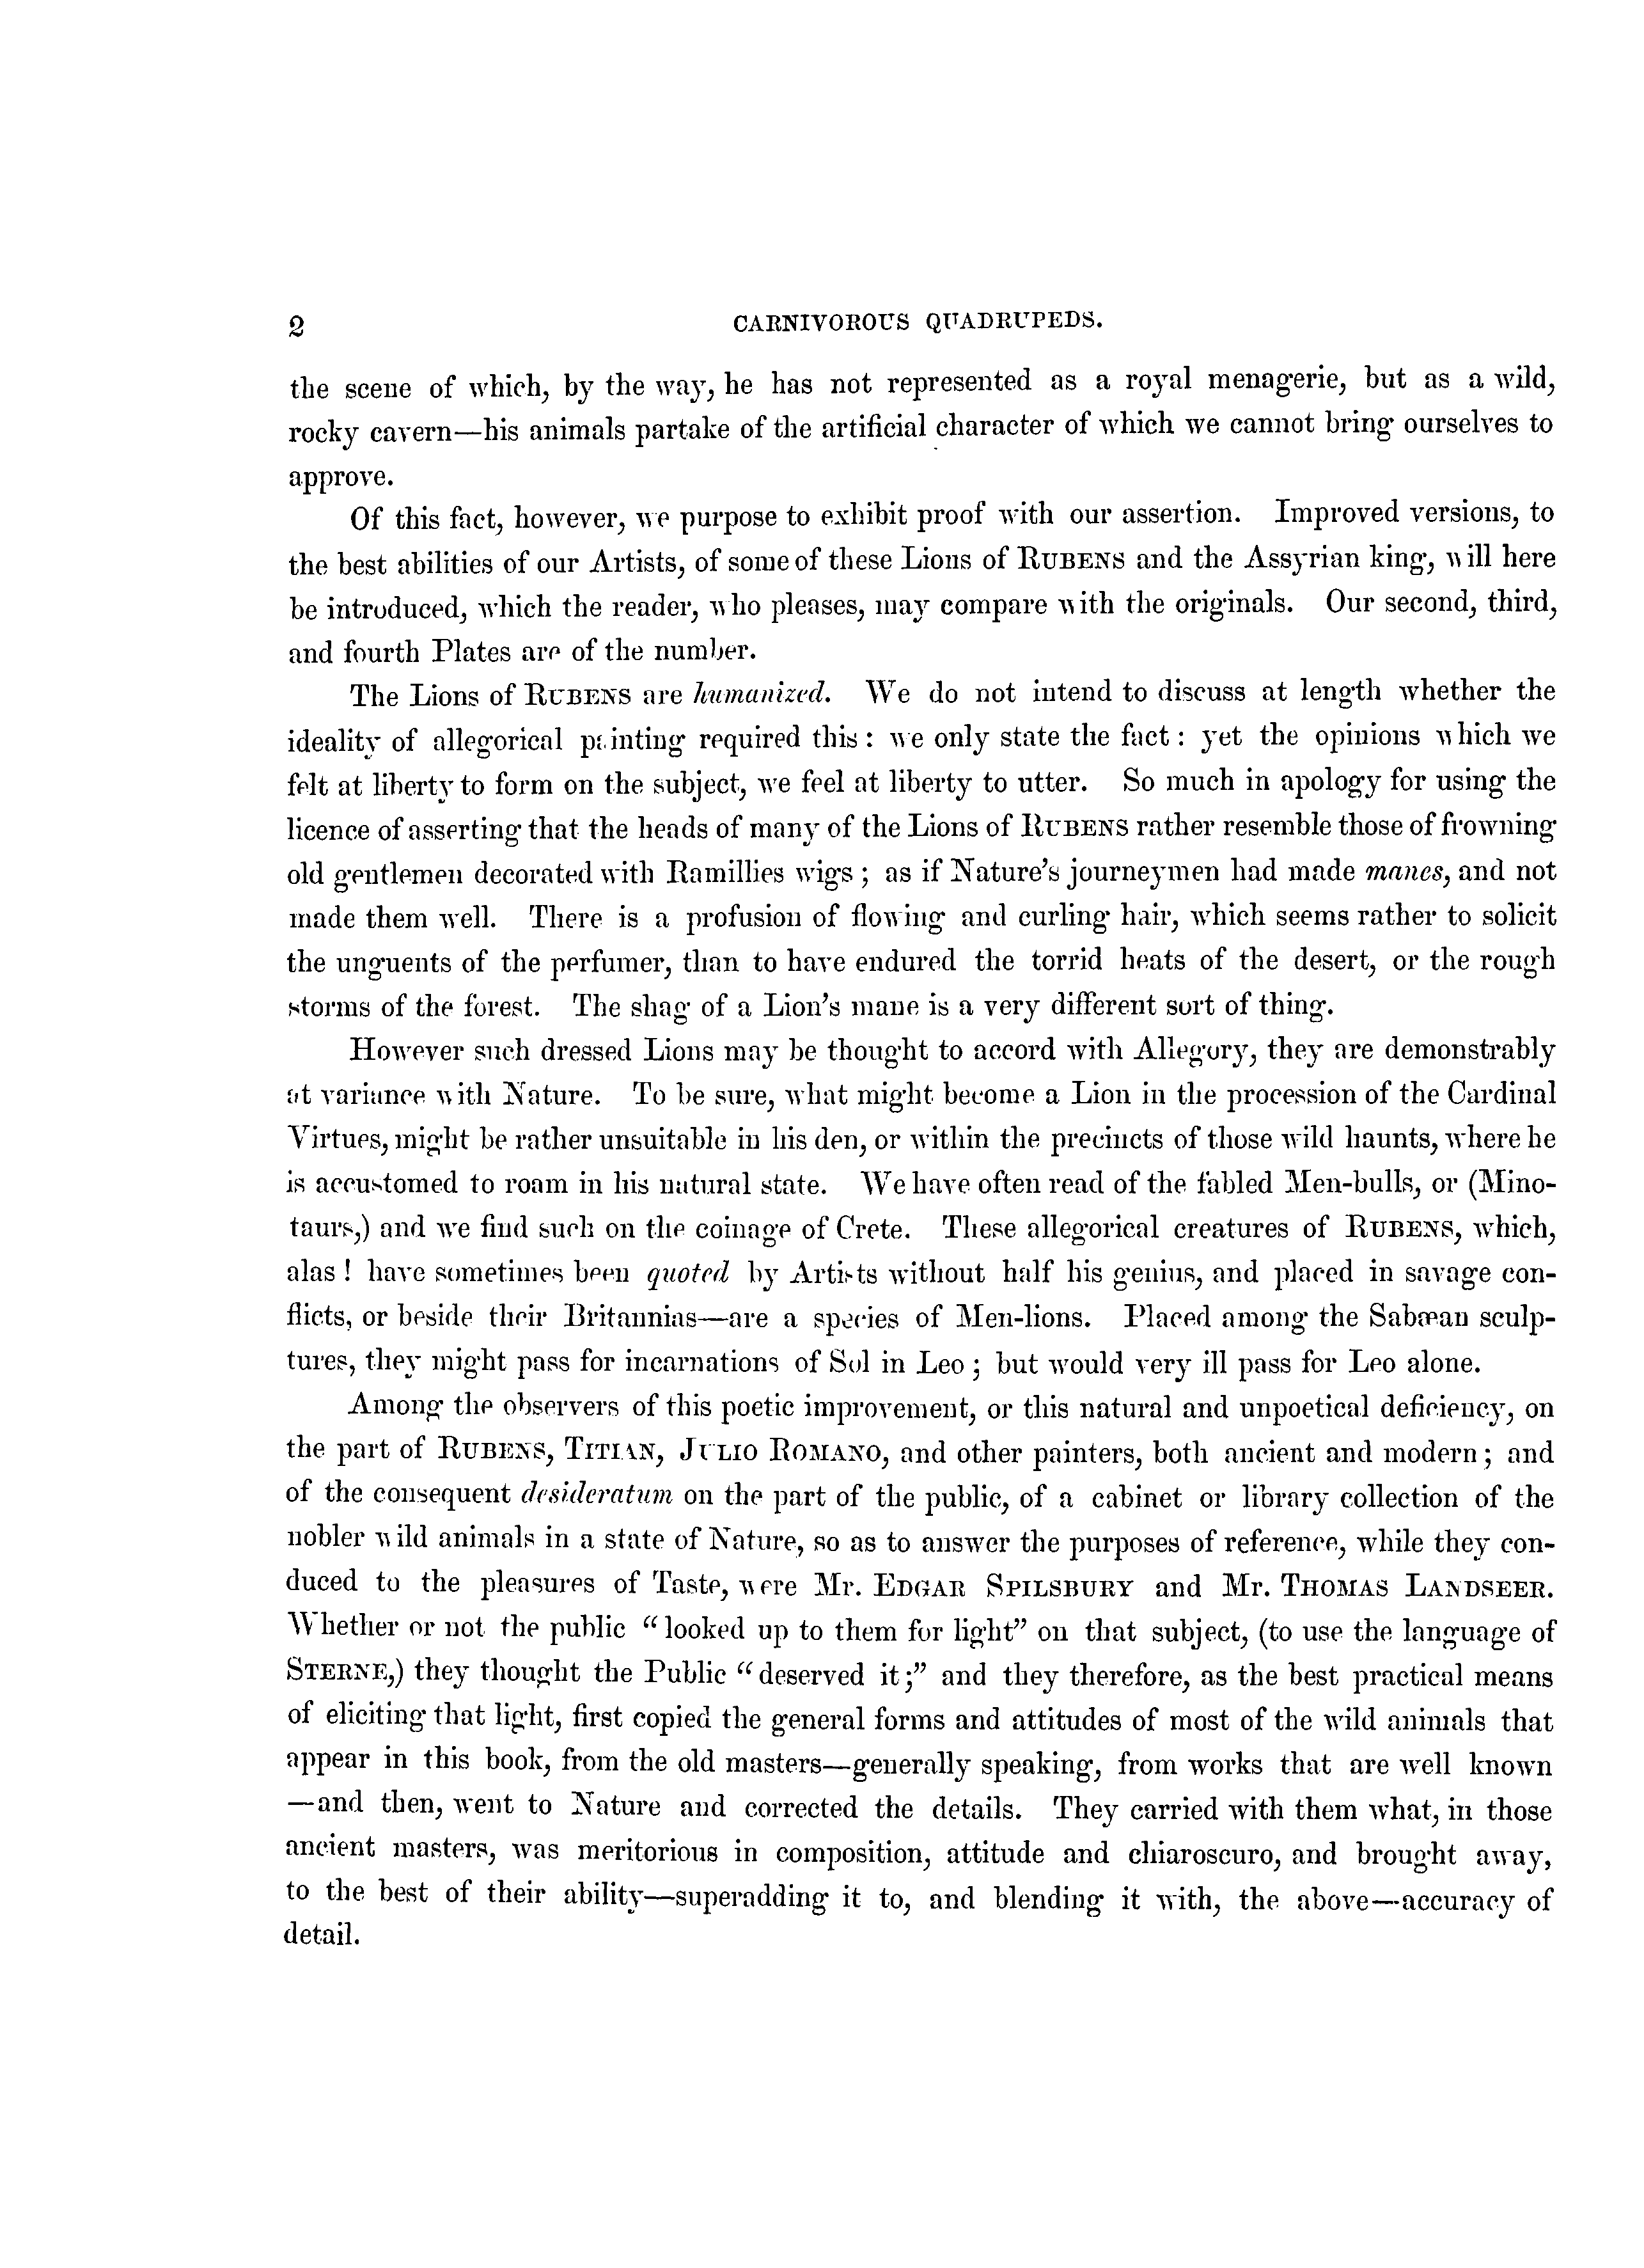 2 CARNIVOROUS QUADRUPEDS.
the scene of which, by the way, he has not represented as a royal menagerie, but as a wild,
rocky cavern—his animals partake of the artificial character of which we cannot bring ourselves to
approve.
Of this fact, however, we purpose to exhibit proof with our assertion. Improved versions, to
the best abilities of our Artists, of some of these Lions of RUBENS and the Assyrian king, will here
be introduced, which the reader, who pleases, may compare with the originals. Our second, third,
and fourth Plates are of the number.
The Lions of RUBENS are humanized. We do not intend to discuss at length whether the
ideality of allegorical painting required this : we only state the fact : yet the opinions which we
felt at liberty to form on the subject, we feel at liberty to utter. So much in apology for using the
licence of asserting that the heads of many of the Lions of RUBENS rather resemble those of frowning
old gentlemen decorated with Ramillies wigs ; as if Nature's journeymen had made manes, and not
made them well. There is a profusion of flowing and curling hair, which seems rather to solicit
the unguents of the perfumer, than to have endured the torrid heats of the desert, or the rough
storms of the forest. The shag of a Lion's mane is a very different sort of thing.
However such dressed Lions may be thought to accord with Allegory, they are demonstrably
at variance with Nature. To be sure, what might become a Lion in the procession of the Cardinal
Virtues, might be rather unsuitable in his den, or within the precincts of those wild haunts, where he
is accustomed to roam in his natural state. We have often read of the fabled Men-bulls, or (Mino-
taurs,) and we find such on the coinage of Crete. These allegorical creatures of RUBENS, which,
alas ! have sometimes been quoted by Artists without half his genius, and placed in savage con-
flicts, or beside their Britannias—are a species of Men-lions. Placed among the Sabæan sculp-
tures, they might pass for incarnations of Sol in Leo ; but would very ill pass for Leo alone.
Among the observers of this poetic improvement, or this natural and unpoetical deficiency, on
the part of RUBENS, TITIAN, JULIO ROMANO, and other painters, both ancient and modern ; and
of the consequent desideratum on the part of the public, of a cabinet or library collection of the
nobler wild animals in a state of Nature, so as to answer the purposes of reference, while they con-
duced to the pleasures of Taste, were Mr. EDGAR SPILSBURY and Mr. THOMAS LANDSEER.
Whether or not the public "looked up to them for light" on that subject, (to use the language of
STERNE,) they thought the Public "deserved it ;" and they therefore, as the best practical means
of eliciting that light, first copied the general forms and attitudes of most of the wild animals that
appear in this book, from the old masters—generally speaking, from works that are well known
—and then, went to Nature and corrected the details. They carried with them what, in those
ancient masters, was meritorious in composition, attitude and chiaroscuro, and brought away,
to the best of their ability—superadding it to, and blending it with, the above—accuracy of
detail.